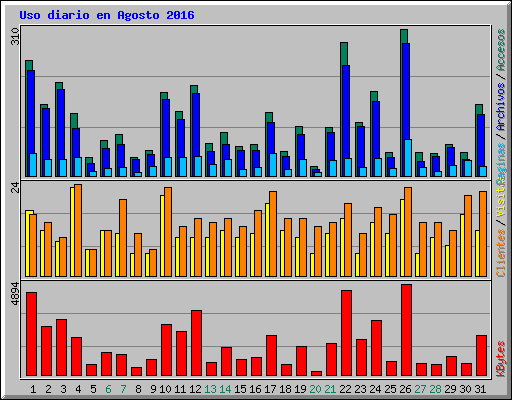 Uso diario en Agosto 2016
310
24
4894
Clientes / Visitas
Páginas / Archivos / Accesos
KBytes
1 2 3 4 5 6 7 8 9 10 11 12 13 14 15 16 17 18 19 20 21 22 23 24 25 26 27 28 29 30 31